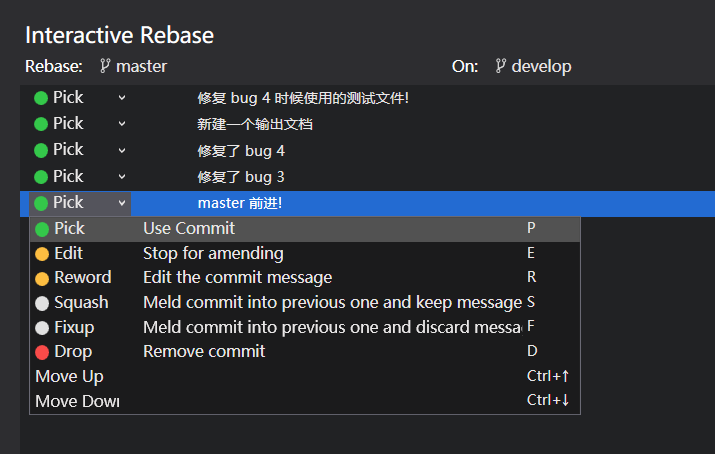 Interactive Rebase
Rebase: master On: develop
Pick 修复 bug 4 时候使用的测试文件!
Pick 新建一个输出文档
Pick 修复了 bug 4
Pick 修复了 bug 3
Pick master 前进!
Pick Use Commit P
Edit Stop for amending E
Reword Edit the commit message R
Squash Meld commit into previous one and keep message S
Fixup Meld commit into previous one and discard messa F
Drop Remove commit D
Move Up Ctrl+↑
Move Down Ctrl+↓